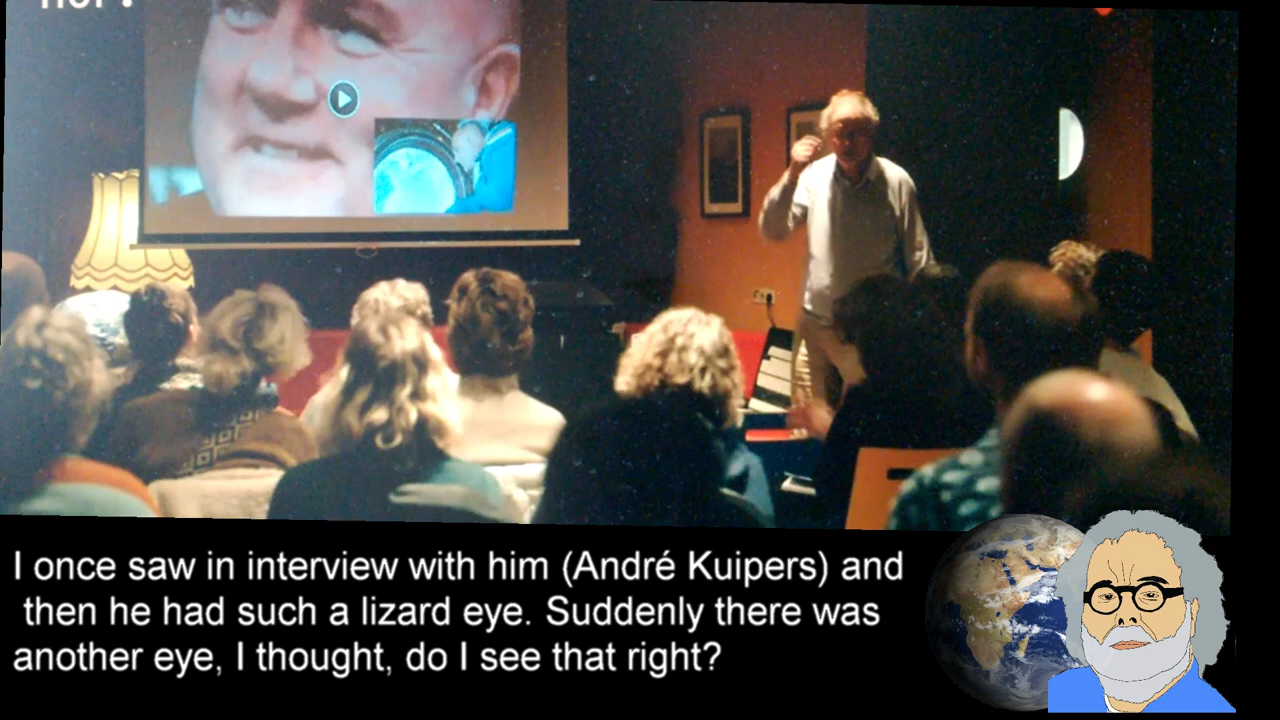 I once saw in interview with him (André Kuipers) and
then he had such a lizard eye. Suddenly there was
another eye, I thought, do I see that right?